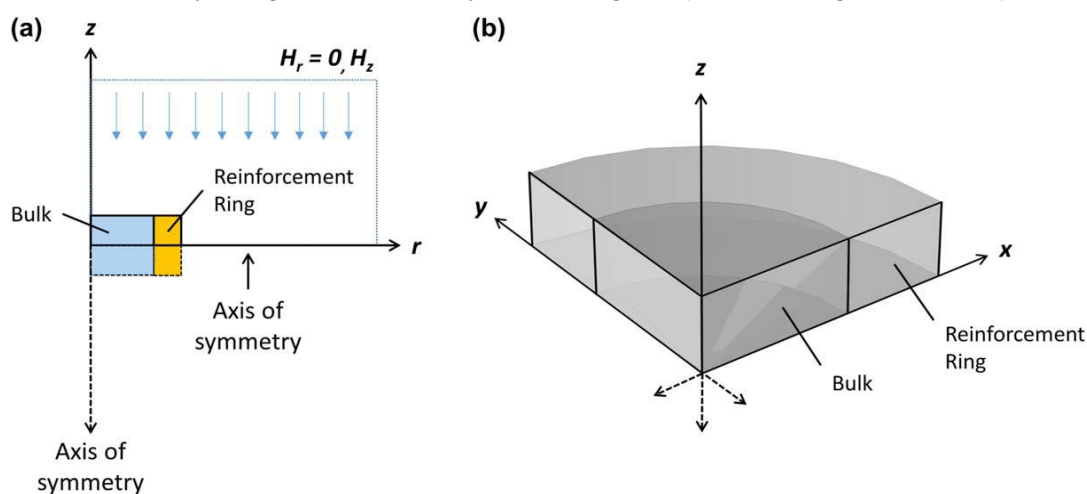 (a)
z
H_r = 0, H_z
Reinforcement
Ring
Bulk
r
Axis of
symmetry
Axis of
symmetry
(b)
z
y
x
Reinforcement
Ring
Bulk